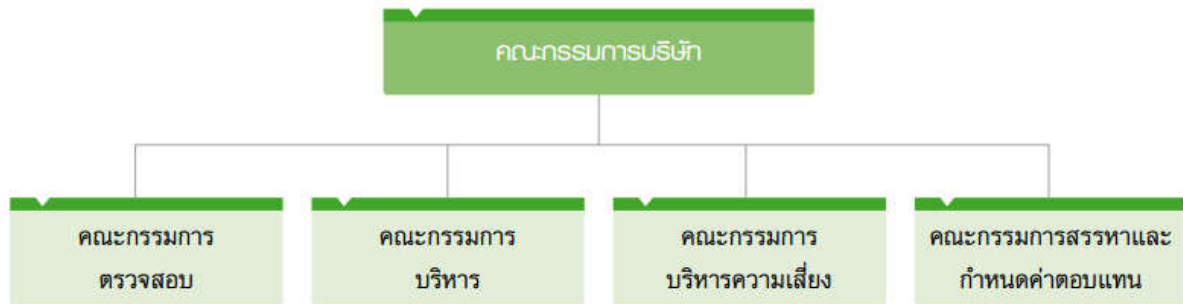 คณะกรรมการบริษัท
คณะกรรมการ
ตรวจสอบ
คณะกรรมการ
บริหาร
คณะกรรมการ
บริหารความเสี่ยง
คณะกรรมการสรรหาและ
กำหนดค่าตอบแทน